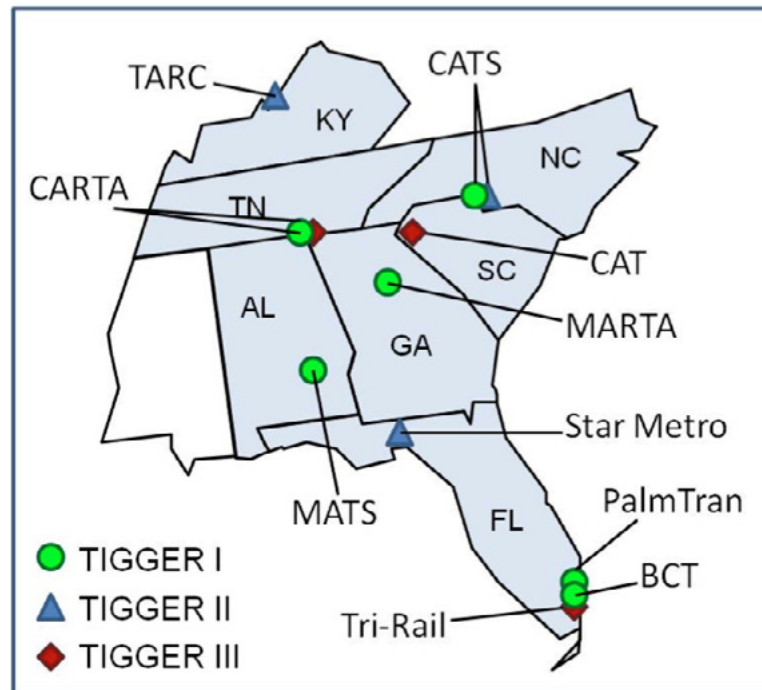 TARC
CATS
KY
NC
CARTA
TN
SC
CAT
AL
MARTA
GA
Star Metro
MATS
PalmTran
FL
BCT
Tri-Rail
TIGGER I
TIGGER II
TIGGER III